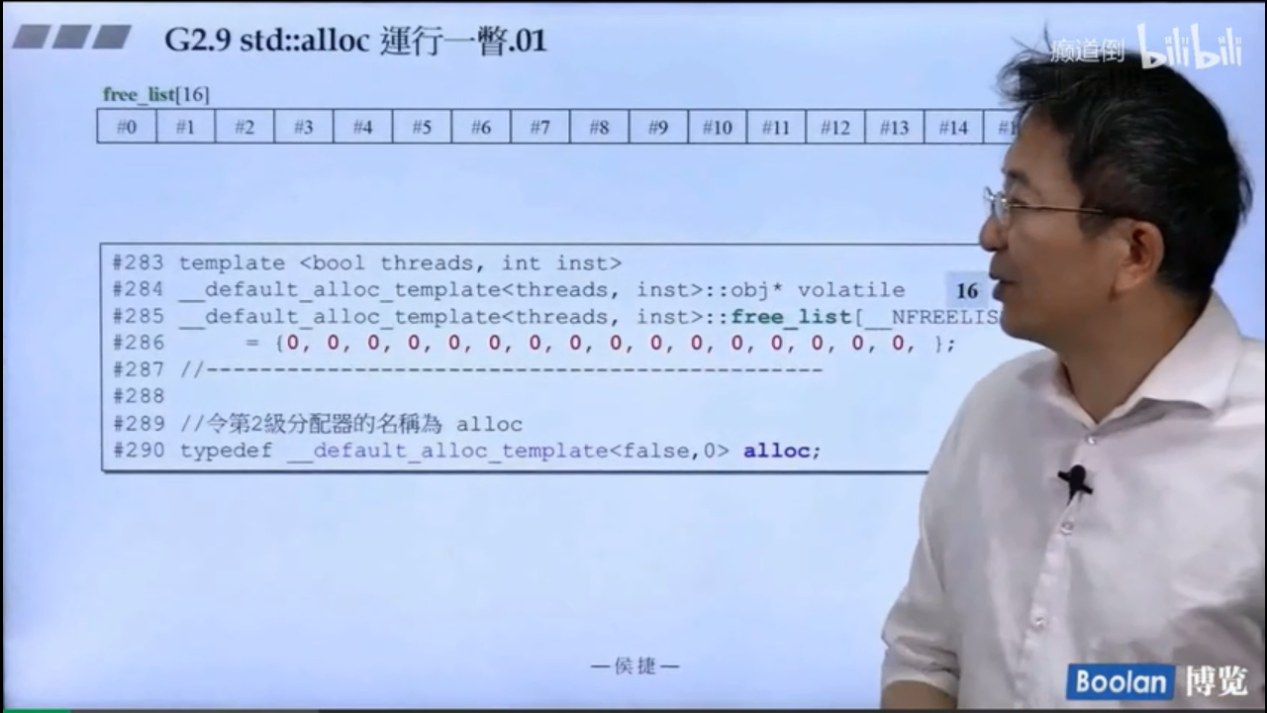 G2.9 std::alloc 運行一瞥.01
癫道倒 bilibili
free_list[16]
#0 #1 #2 #3 #4 #5 #6 #7 #8 #9 #10 #11 #12 #13 #14
#283 template <bool threads, int inst>
#284 __default_alloc_template<threads, inst>::obj* volatile
16
#285 __default_alloc_template<threads, inst>::free_list[__NFREELIS
#286 = {0, 0, 0, 0, 0, 0, 0, 0, 0, 0, 0, 0, 0, 0, 0, 0, };
#287 //----------------------------------------------
#288
#289 //令第2級分配器的名稱為 alloc
#290 typedef __default_alloc_template<false,0> alloc;
—侯捷—
Boolan 博览